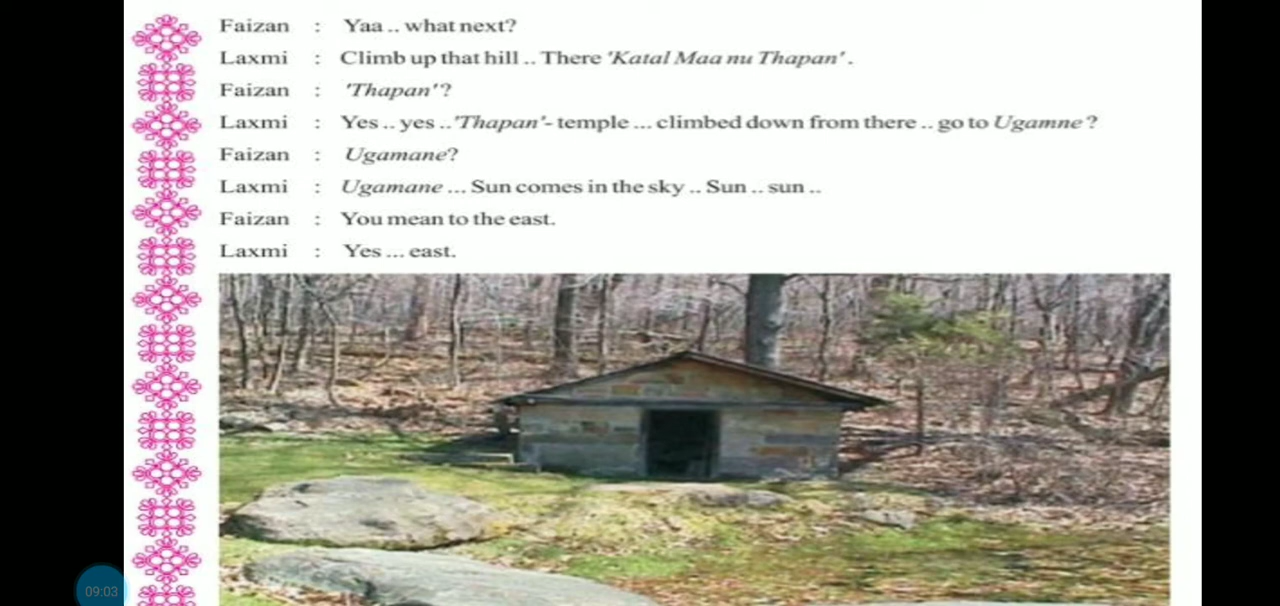 Faizan : Yaa .. what next?
Laxmi : Climb up that hill .. There 'Katal Maa nu Thapan' .
Faizan : 'Thapan'?
Laxmi : Yes .. yes ..'Thapan'- temple ... climbed down from there .. go to Ugamne ?
Faizan : Ugamane?
Laxmi : Ugamane ... Sun comes in the sky .. Sun .. sun ..
Faizan : You mean to the east.
Laxmi : Yes ... east.
09:03